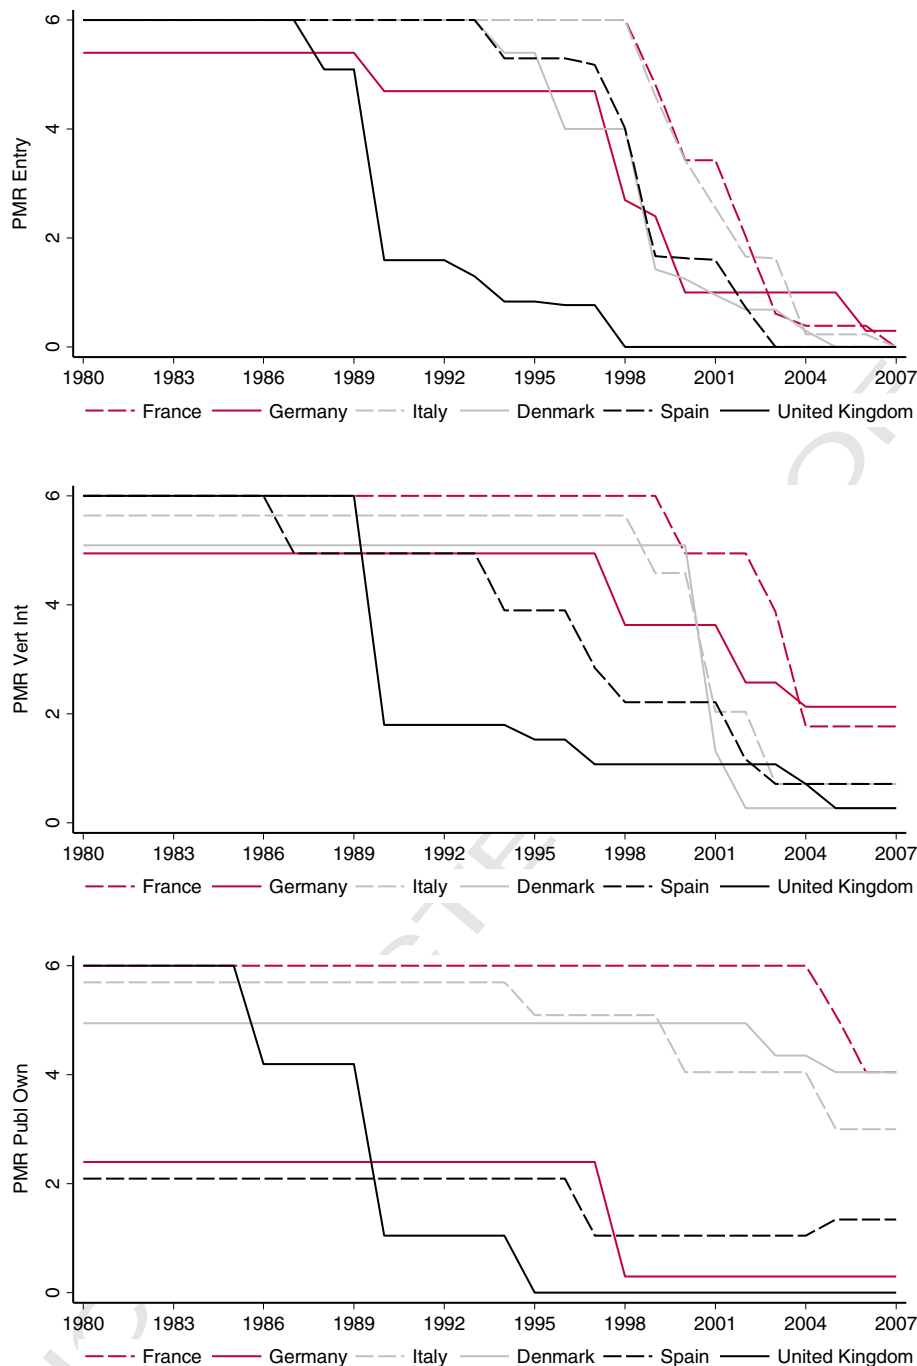 PMR Entry
6
4
2
0
1980 1983 1986 1989 1992 1995 1998 2001 2004 2007
France Germany Italy Denmark Spain United Kingdom
PMR Vert Int
6
4
2
0
1980 1983 1986 1989 1992 1995 1998 2001 2004 2007
France Germany Italy Denmark Spain United Kingdom
PMR Publ Own
6
4
2
0
1980 1983 1986 1989 1992 1995 1998 2001 2004 2007
France Germany Italy Denmark Spain United Kingdom